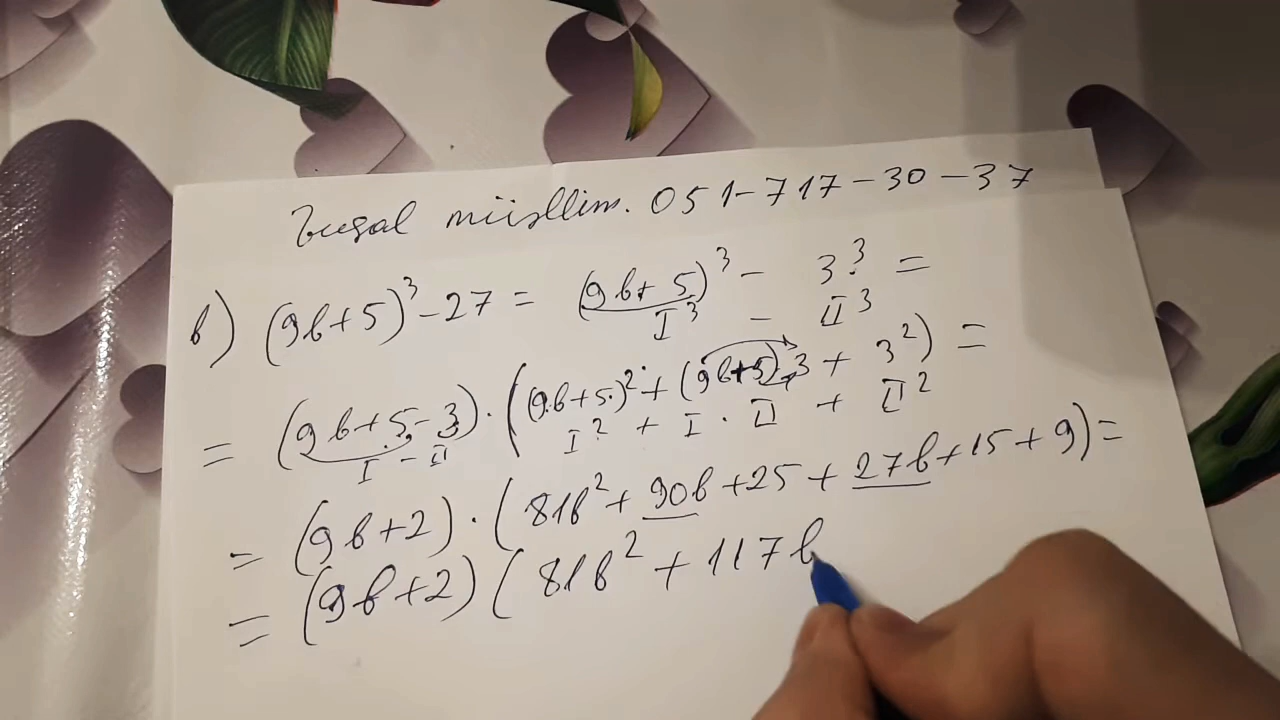 Vusal müəllim. 051-717-30-37
b) (9b+5)³-27 = (9b+5)³ - 3³ =
I³ - II³
= (9b+5-3)·((9b+5)²+(9b+5)·3 + 3²) =
I - II I² + I · II + II²
= (9b+2)·(81b²+90b+25+27b+15+9)=
= (9b+2)(81b²+117b